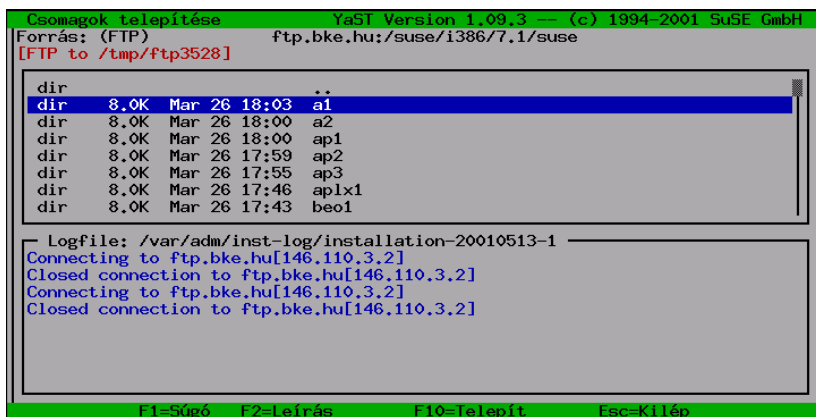 Csomagok telepítése YaST Version 1.09.3 -- (c) 1994-2001 SuSE GmbH
Forrás: (FTP) ftp.bke.hu:/suse/i386/7.1/suse
[FTP to /tmp/ftp3528]
dir ..
dir 8.0K Mar 26 18:03 a1
dir 8.0K Mar 26 18:00 a2
dir 8.0K Mar 26 18:00 ap1
dir 8.0K Mar 26 17:59 ap2
dir 8.0K Mar 26 17:55 ap3
dir 8.0K Mar 26 17:46 aplx1
dir 8.0K Mar 26 17:43 beo1
Logfile: /var/adm/inst-log/installation-20010513-1
Connecting to ftp.bke.hu[146.110.3.2]
Closed connection to ftp.bke.hu[146.110.3.2]
Connecting to ftp.bke.hu[146.110.3.2]
Closed connection to ftp.bke.hu[146.110.3.2]
F1=Súgó F2=Leírás F10=Telepít Esc=Kilép